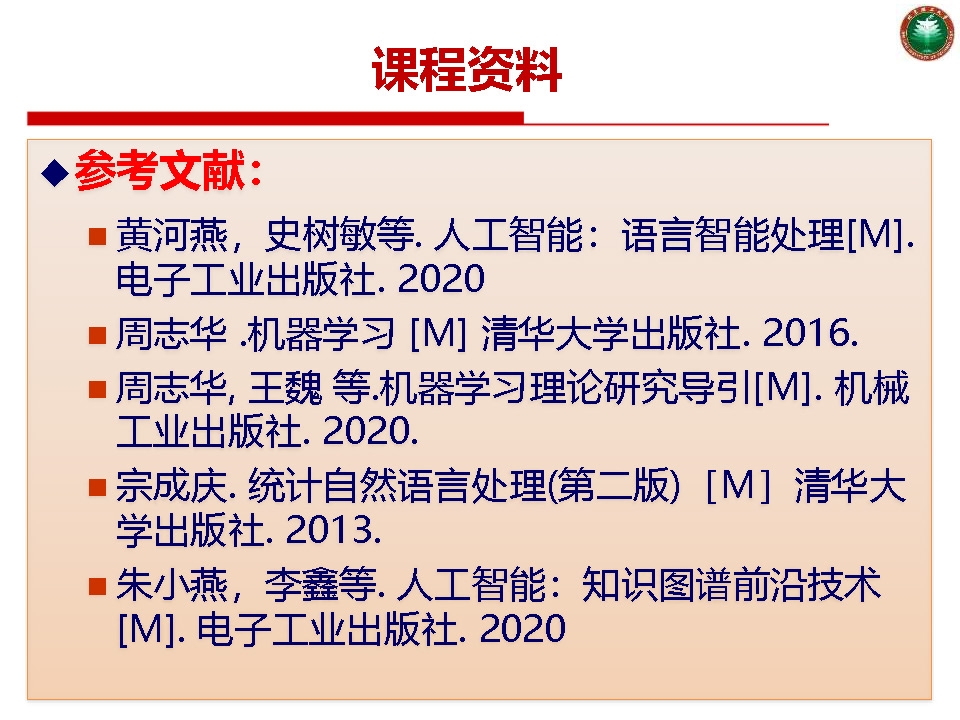 课程资料
参考文献：
黄河燕，史树敏等. 人工智能：语言智能处理[M].
电子工业出版社. 2020
周志华 .机器学习 [M] 清华大学出版社. 2016.
周志华, 王魏 等.机器学习理论研究导引[M]. 机械
工业出版社. 2020.
宗成庆. 统计自然语言处理(第二版)［M］清华大
学出版社. 2013.
朱小燕，李鑫等. 人工智能：知识图谱前沿技术
[M]. 电子工业出版社. 2020